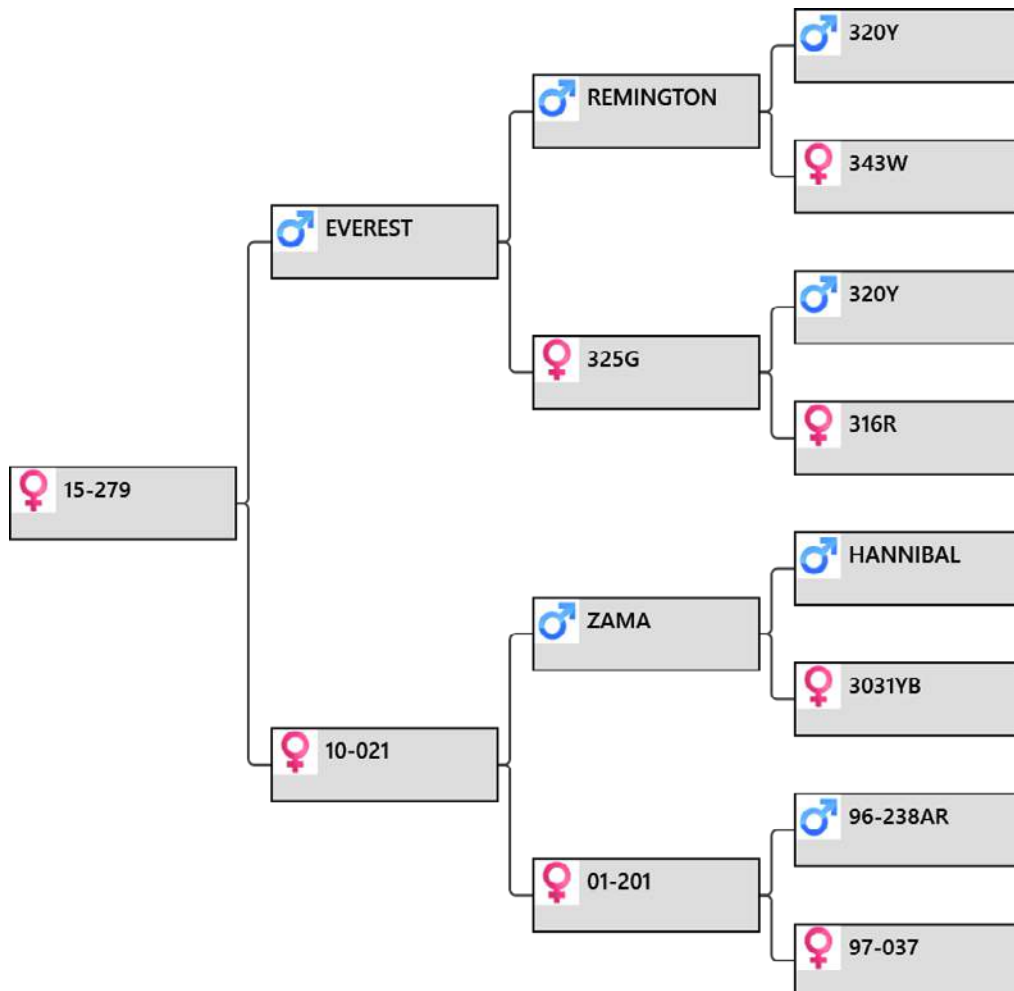 320Y
REMINGTON
343W
EVEREST
320Y
325G
316R
15-279
HANNIBAL
ZAMA
3031YB
10-021
96-238AR
01-201
97-037